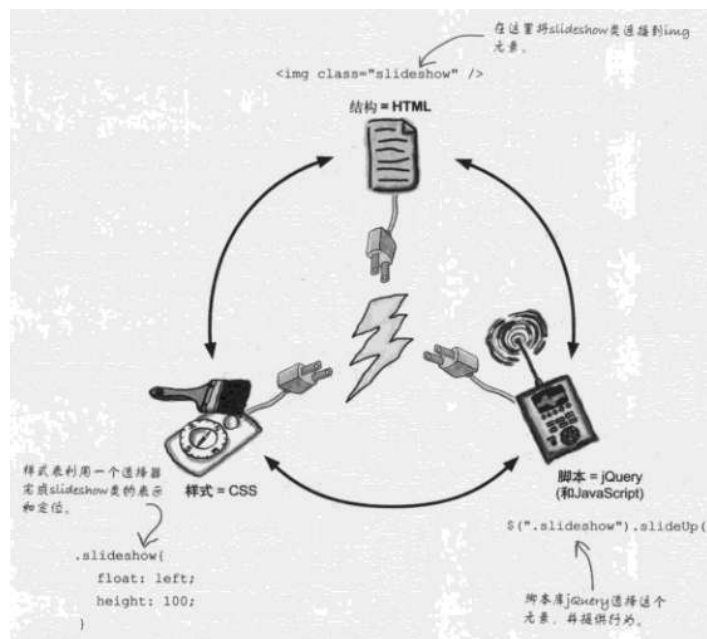 在这里将slideshow类连接到img
元素。
<img class="slideshow" />
结构 = HTML
样式表利用一个选择器
完成slideshow类的表示
和定位。
样式 = CSS
.slideshow{
float: left;
height: 100;
}
脚本 = jQuery
(和JavaScript)
$(".slideshow").slideUp(
脚本库jQuery选择这个
元素，并提供行为。